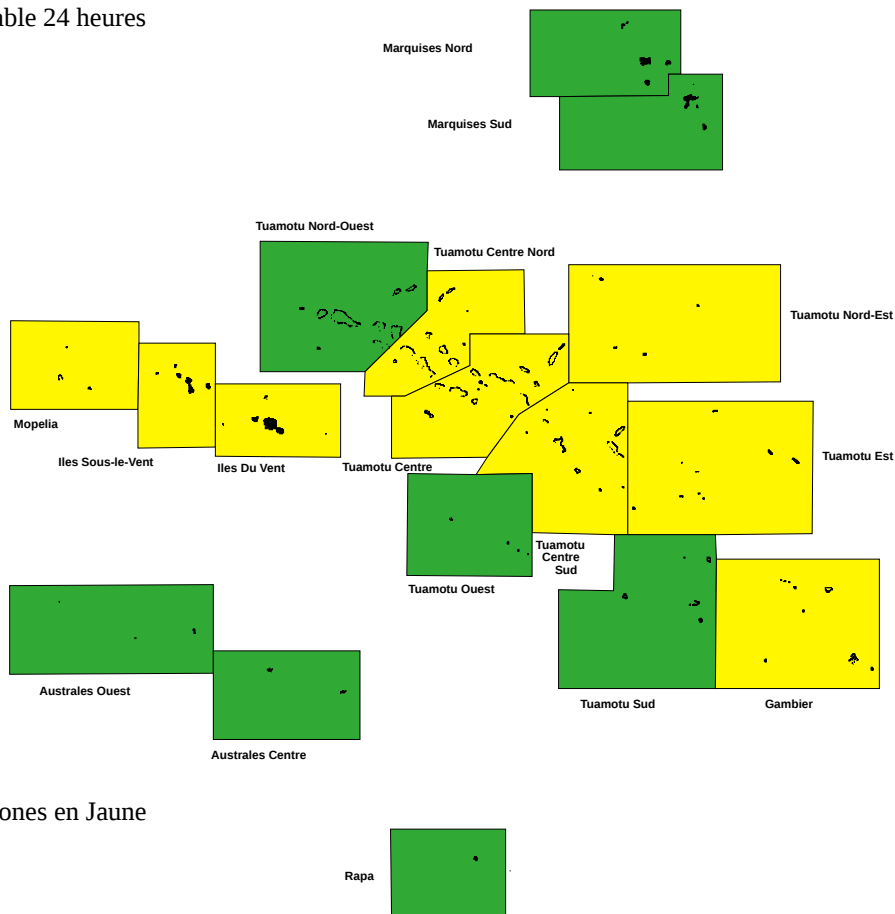 able 24 heures
Marquises Nord
Marquises Sud
Tuamotu Nord-Ouest
Tuamotu Centre Nord
Tuamotu Nord-Est
Mopelia
Iles Sous-le-Vent
Iles Du Vent
Tuamotu Centre
Tuamotu Est
Tuamotu
Centre
Sud
Tuamotu Ouest
Australes Ouest
Tuamotu Sud
Gambier
Australes Centre
ones en Jaune
Rapa